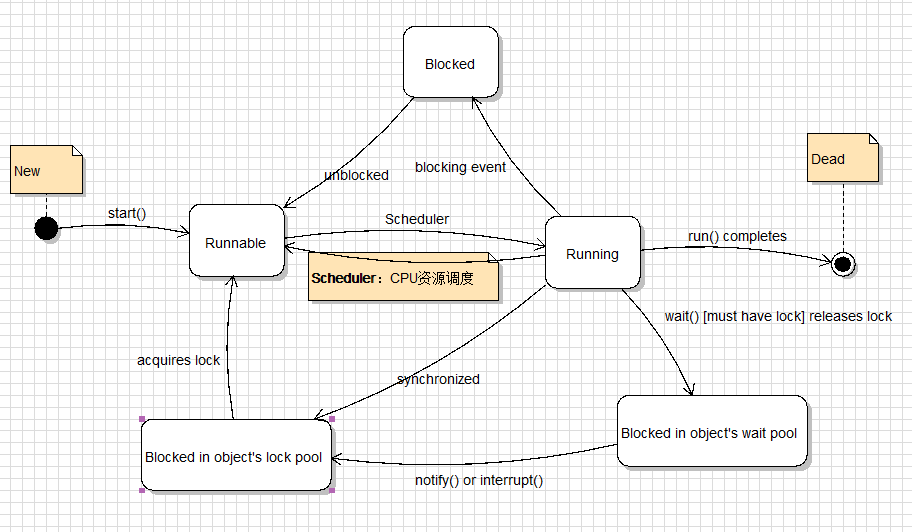 Blocked
New
Dead
unblocked
blocking event
start()
Scheduler
Runnable
Running
run() completes
Scheduler：CPU资源调度
wait() [must have lock] releases lock
acquires lock
synchronized
Blocked in object's wait pool
Blocked in object's lock pool
notify() or interrupt()